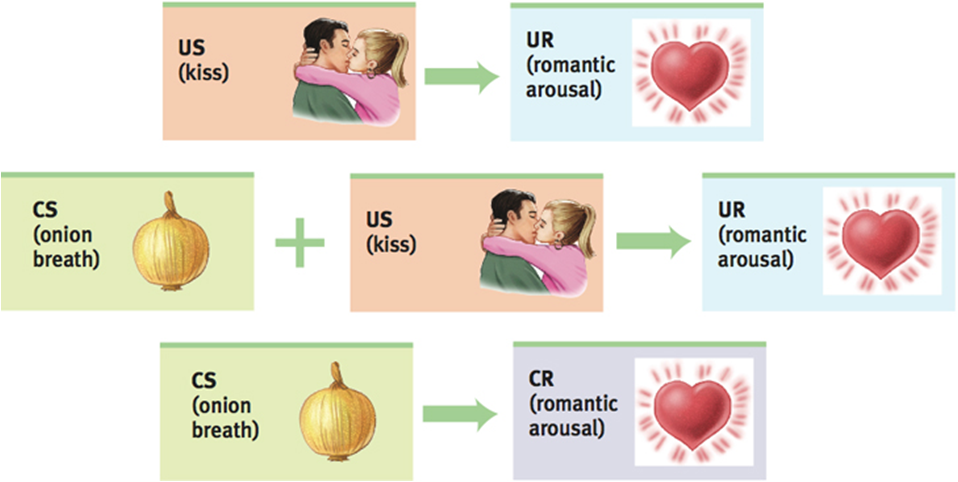 US
(kiss)
UR
(romantic
arousal)
CS
(onion
breath)
US
(kiss)
UR
(romantic
arousal)
CS
(onion
breath)
CR
(romantic
arousal)